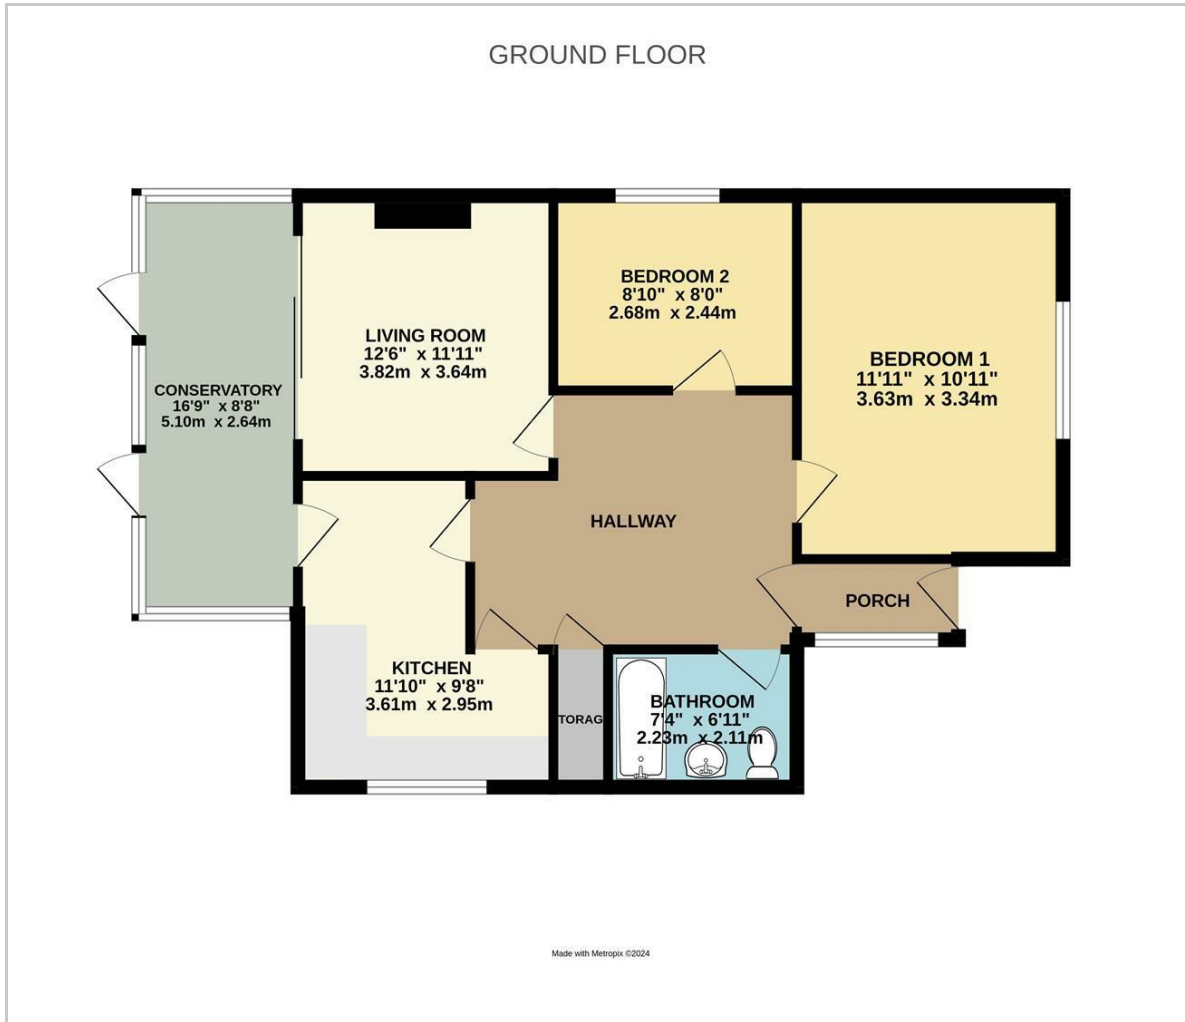 GROUND FLOOR
BEDROOM 2
8'10" x 8'0"
2.68m x 2.44m
LIVING ROOM
12'6" x 11'11"
3.82m x 3.64m
BEDROOM 1
11'11" x 10'11"
3.63m x 3.34m
CONSERVATORY
16'9" x 8'8"
5.10m x 2.64m
HALLWAY
PORCH
KITCHEN
11'10" x 9'8"
3.61m x 2.95m
TORAG
BATHROOM
7'4" x 6'11"
2.23m x 2.11m
Made with Metropix ©2024